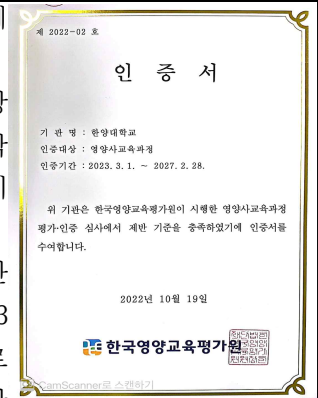 제 2022-02 호
인 증 서
기 관 명 : 한양대학교
인증대상 : 영양사교육과정
인증기간 : 2023. 3. 1. ~ 2027. 2. 28.
위 기관은 한국영양교육평가원이 시행한 영양사교육과정
평가·인증 심사에서 제반 기준을 충족하였기에 인증서를
수여합니다.
2022년 10월 19일
한국영양교육평가원
CamScanner로 스캔하기